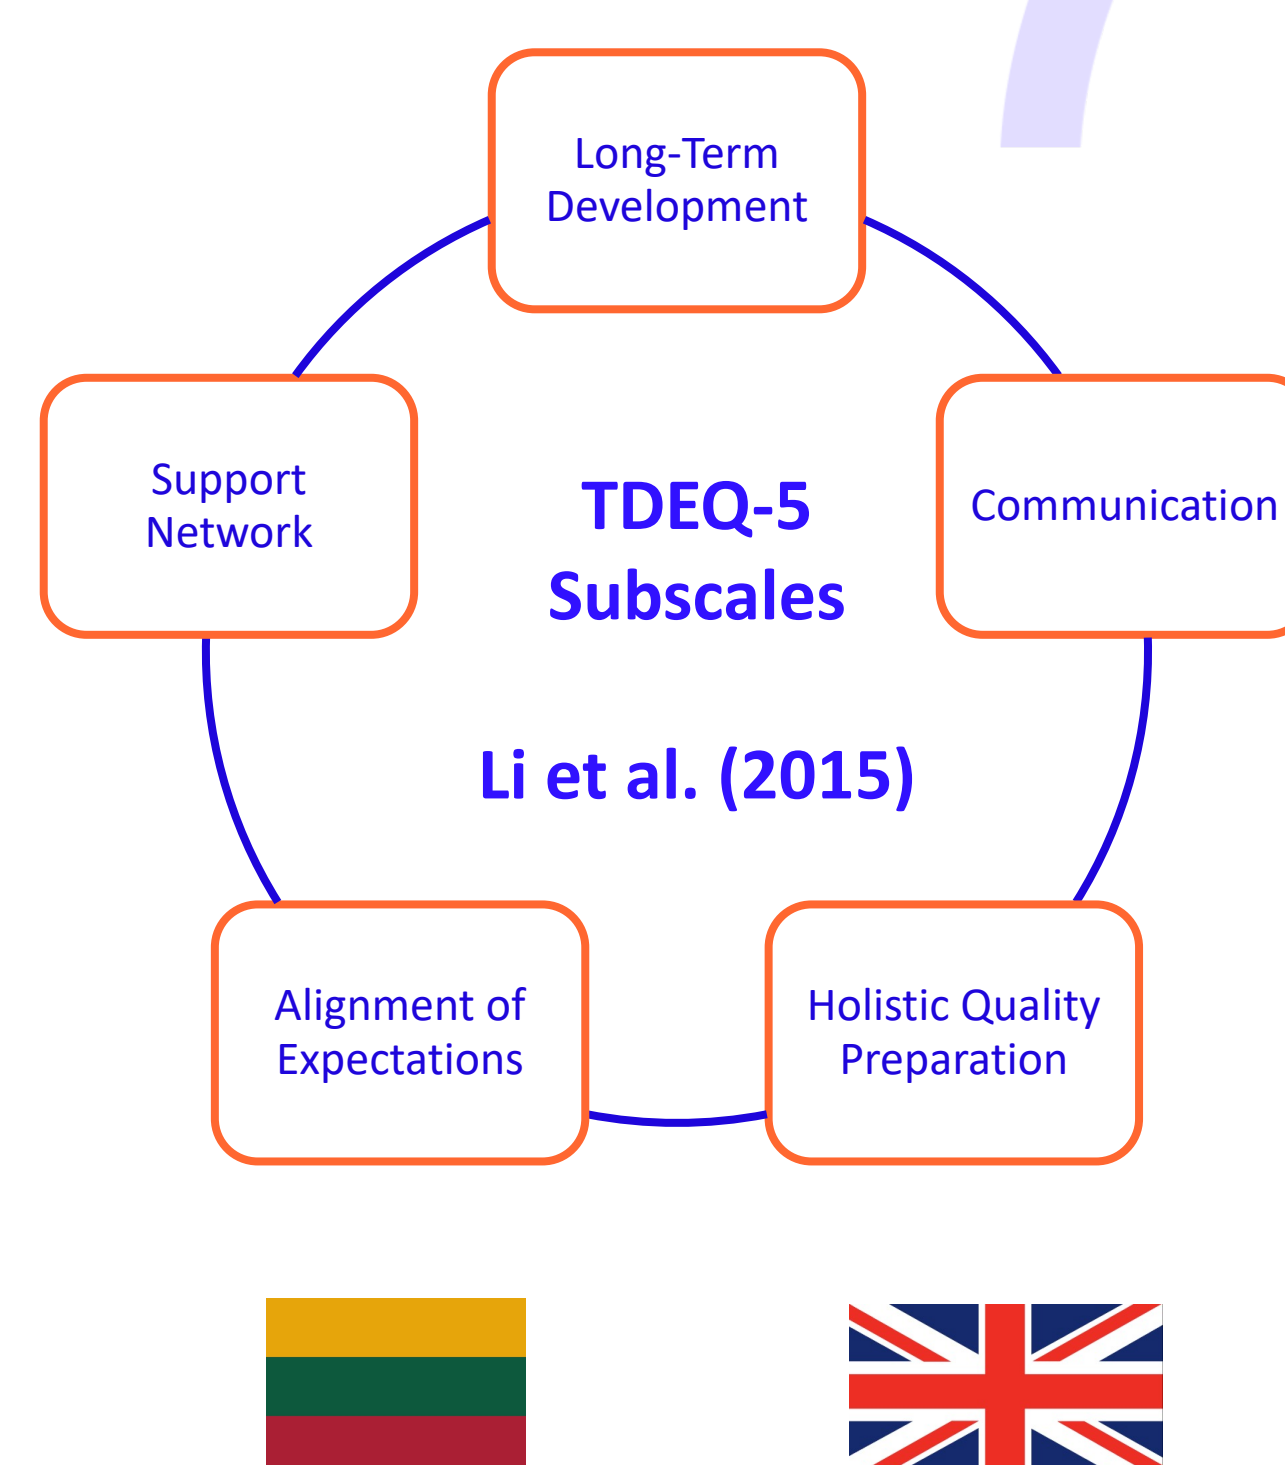 Long-Term
Development
Support
Network
TDEQ-5
Subscales
Communication
Li et al. (2015)
Alignment of
Expectations
Holistic Quality
Preparation